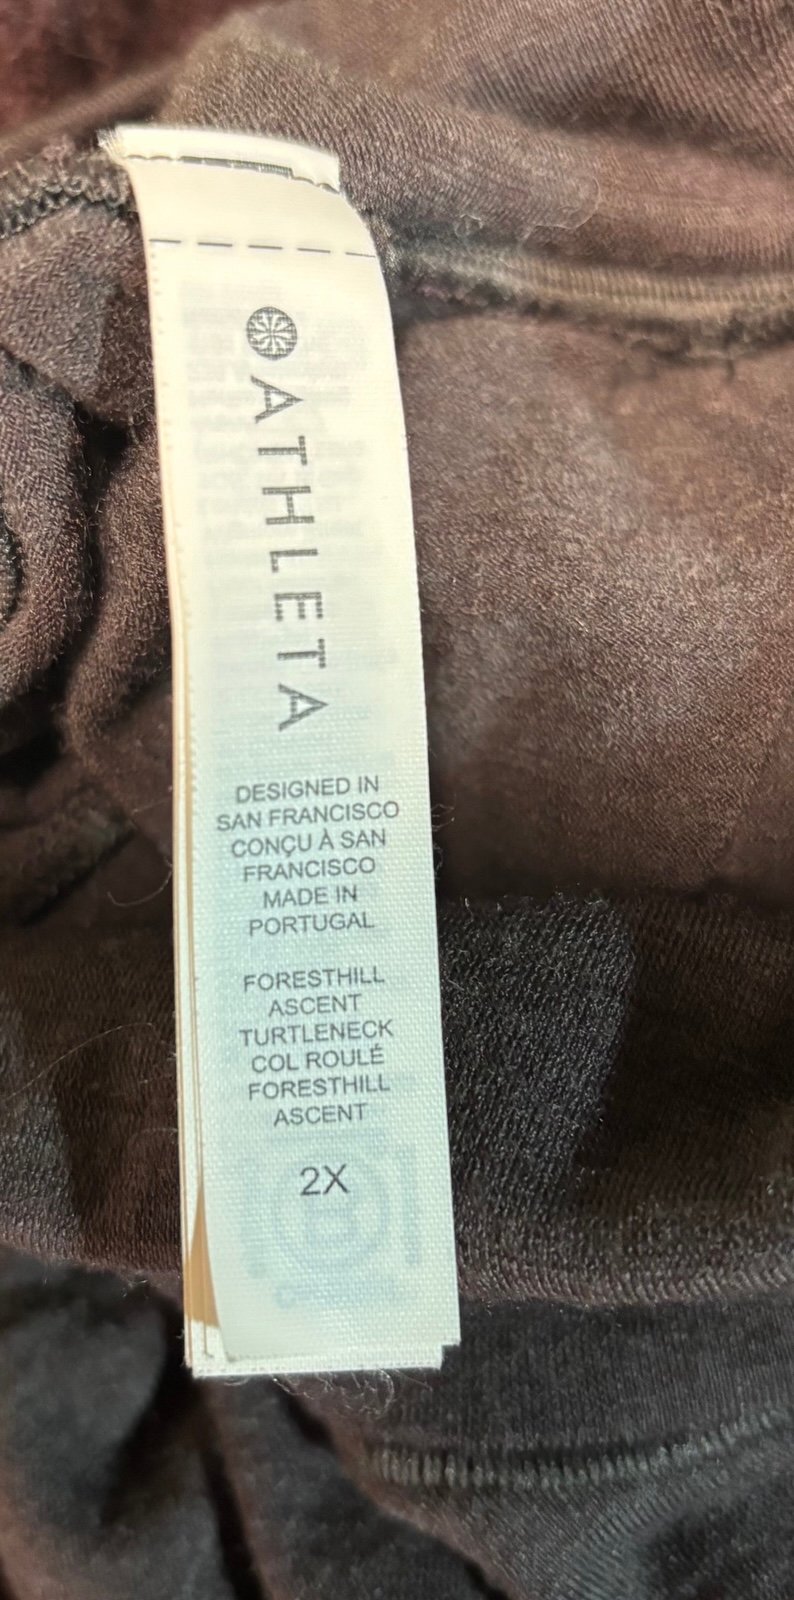 ATHLETA
DESIGNED IN
SAN FRANCISCO
CONÇU À SAN
FRANCISCO
MADE IN
PORTUGAL
FORESTHILL
ASCENT
TURTLENECK
COL ROULÉ
FORESTHILL
ASCENT
2X